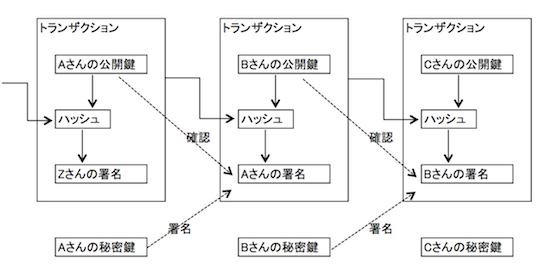 トランザクション
Aさんの公開鍵
ハッシュ
Zさんの署名
トランザクション
Bさんの公開鍵
ハッシュ
Aさんの署名
トランザクション
Cさんの公開鍵
ハッシュ
Bさんの署名
確認
確認
署名
署名
Aさんの秘密鍵
Bさんの秘密鍵
Cさんの秘密鍵